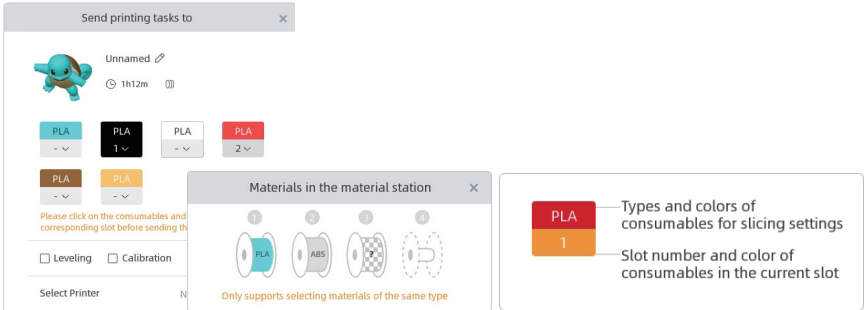 Send printing tasks to
Unnamed
1h12m
PLA PLA PLA PLA
- 1 - 2
PLA PLA
- -
Please click on the consumables and
corresponding slot before sending th
Leveling Calibration
Select Printer N
Materials in the material station
1 2 3 4
PLA ABS ?
Only supports selecting materials of the same type
PLA
1
Types and colors of
consumables for slicing settings
Slot number and color of
consumables in the current slot